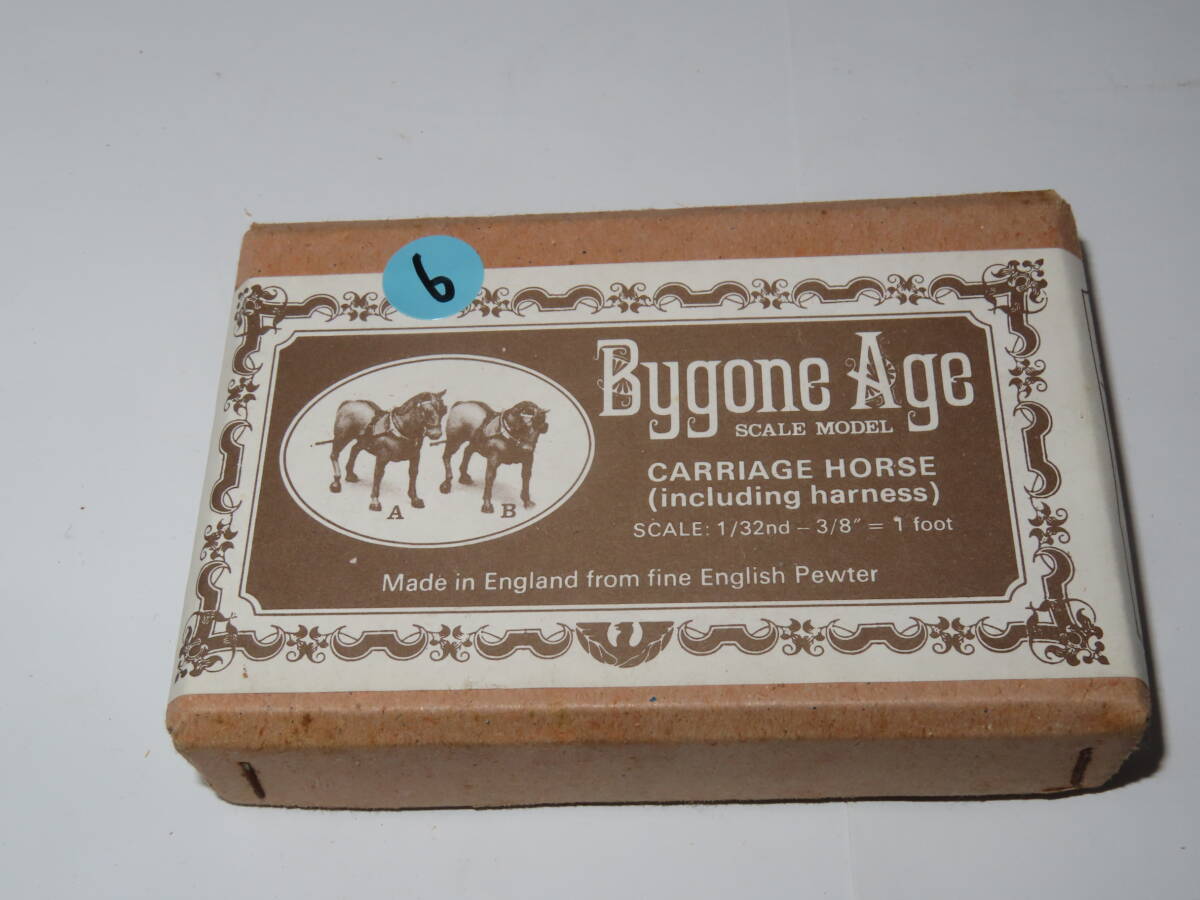 6
Bygone Age
SCALE MODEL
CARRIAGE HORSE
(including harness)
SCALE: 1/32nd – 3/8″ = 1 foot
A B
Made in England from fine English Pewter